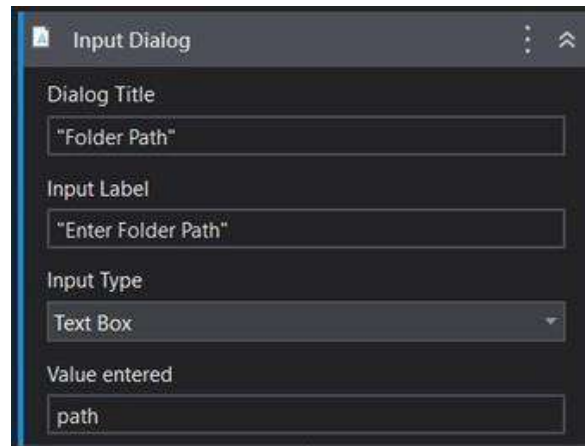 Input Dialog
Dialog Title
"Folder Path"
Input Label
"Enter Folder Path"
Input Type
Text Box
Value entered
path